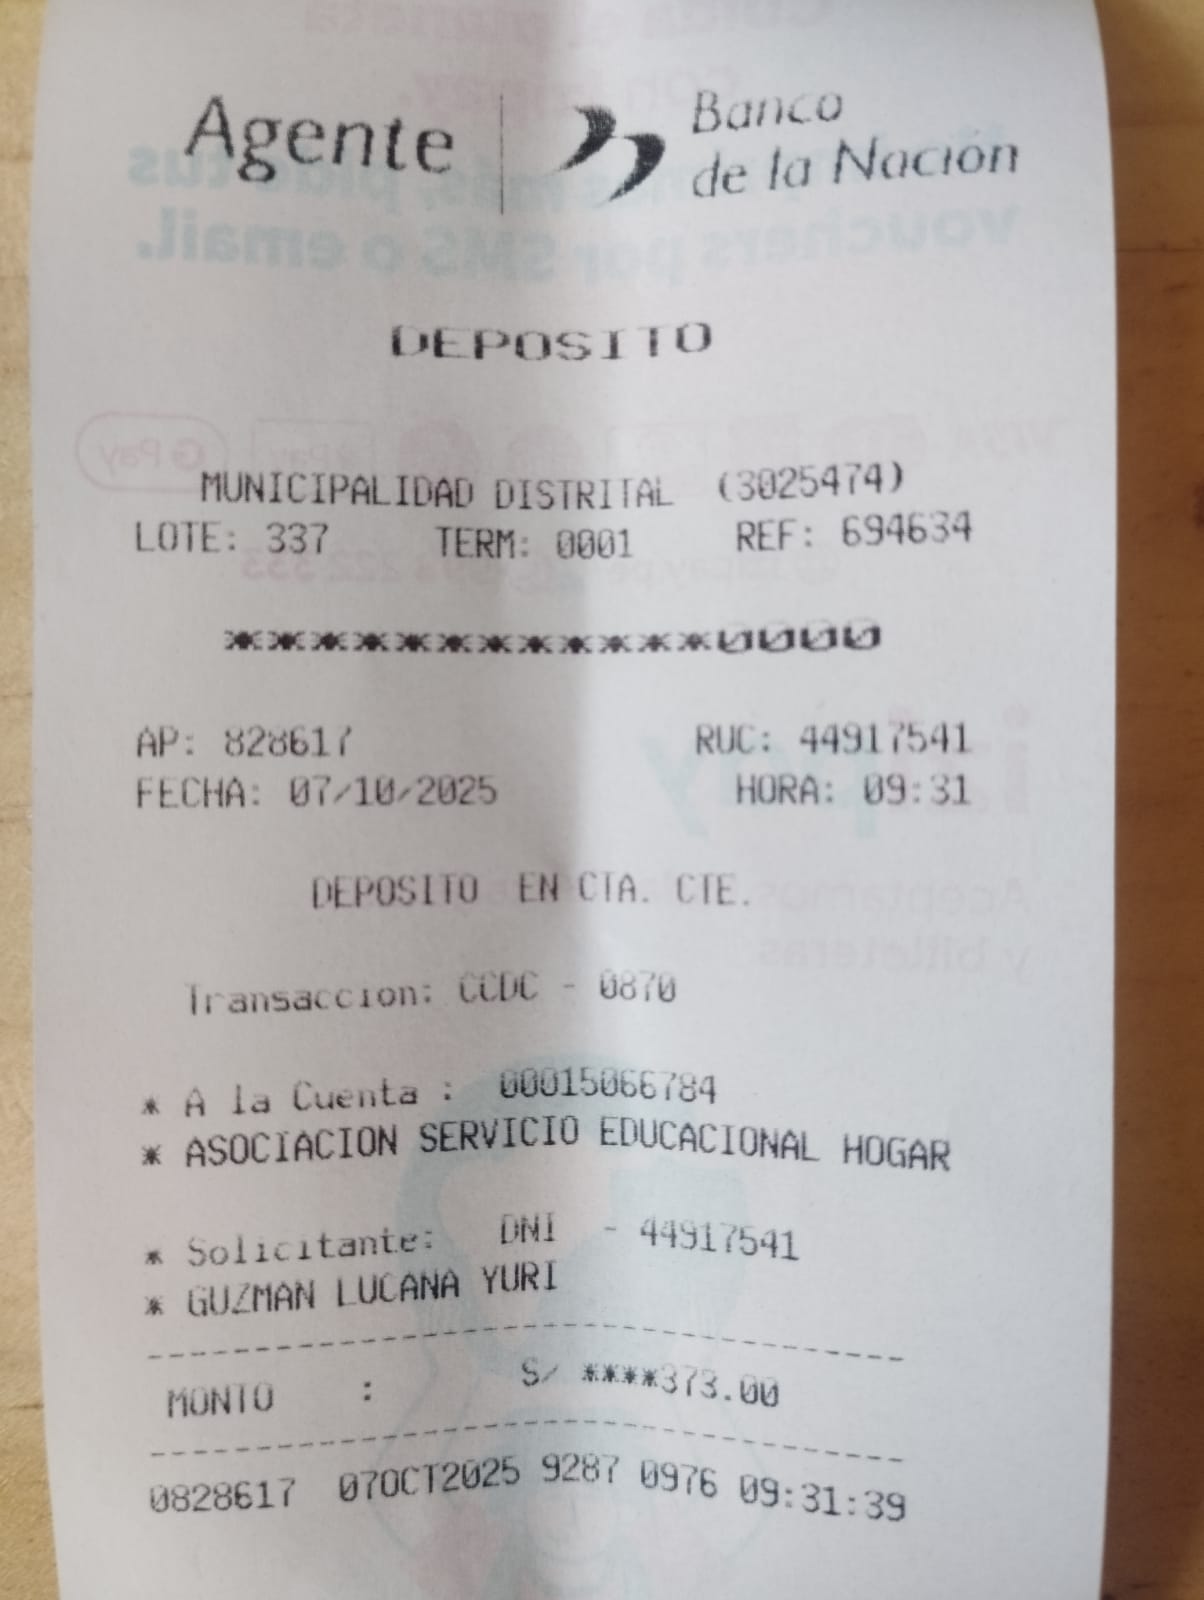 Agente | Banco
de la Nación
DEPOSITO
MUNICIPALIDAD DISTRITAL (3025474)
LOTE: 337 TERM: 0001 REF: 694634
************0000
AP: 828617 RUC: 44917541
FECHA: 07/10/2025 HORA: 09:31
DEPOSITO EN CTA. CTE.
Transaccion: CCDC - 0870
* A la Cuenta : 00015066784
* ASOCIACION SERVICIO EDUCACIONAL HOGAR
* Solicitante: DNI - 44917541
* GUZMAN LUCANA YURI
MONTO : S/ ****373.00
0828617 07OCT2025 9287 0976 09:31:39